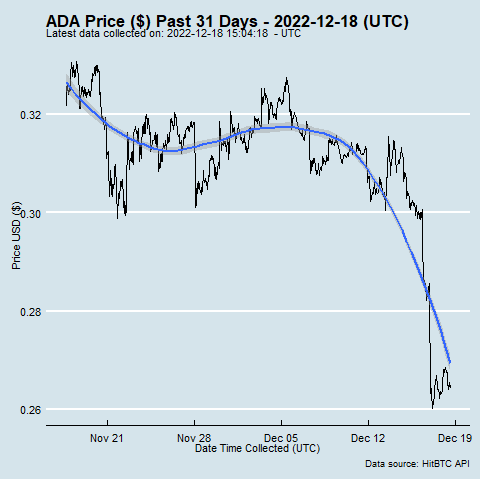 ADA Price ($) Past 31 Days - 2022-12-18 (UTC)
Latest data collected on: 2022-12-18 15:04:18  - UTC
Price USD ($)
0.32
0.30
0.28
0.26
Nov 21
Nov 28
Dec 05
Dec 12
Dec 19
Date Time Collected (UTC)
Data source: HitBTC API